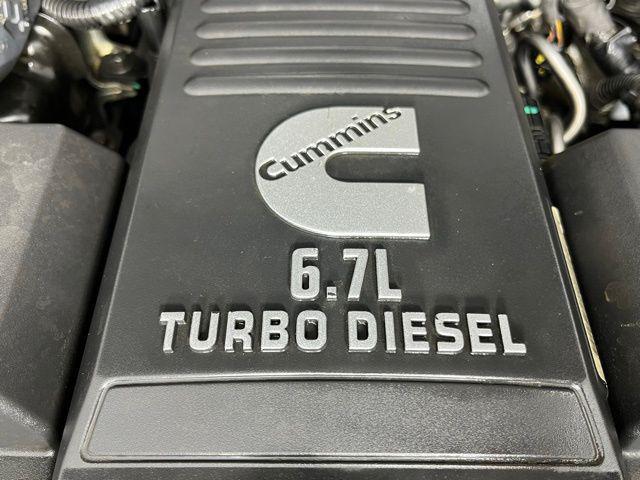 Cummins
6.7L
TURBO DIESEL